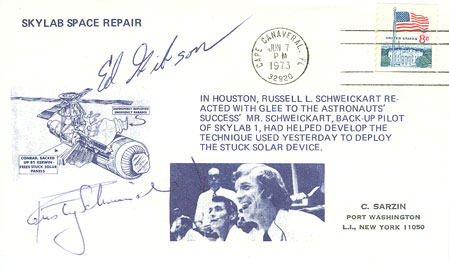 SKYLAB SPACE REPAIR
Ed Gibson
CAPE CANAVERAL, FL
JUN 7
PM
1973
32920
UNITED STATES
8c
IN HOUSTON, RUSSELL L. SCHWEICKART RE-
ACTED WITH GLEE TO THE ASTRONAUTS'
SUCCESS' MR. SCHWEICKART, BACK-UP PILOT
OF SKYLAB 1, HAD HELPED DEVELOP THE
TECHNIQUE USED YESTERDAY TO DEPLOY
THE STUCK SOLAR DEVICE.
CONRAD, BACKED
UP BY KERWIN
FREES STUCK SOLAR
PANELS
C. SARZIN
PORT WASHINGTON
L.I., NEW YORK 11050